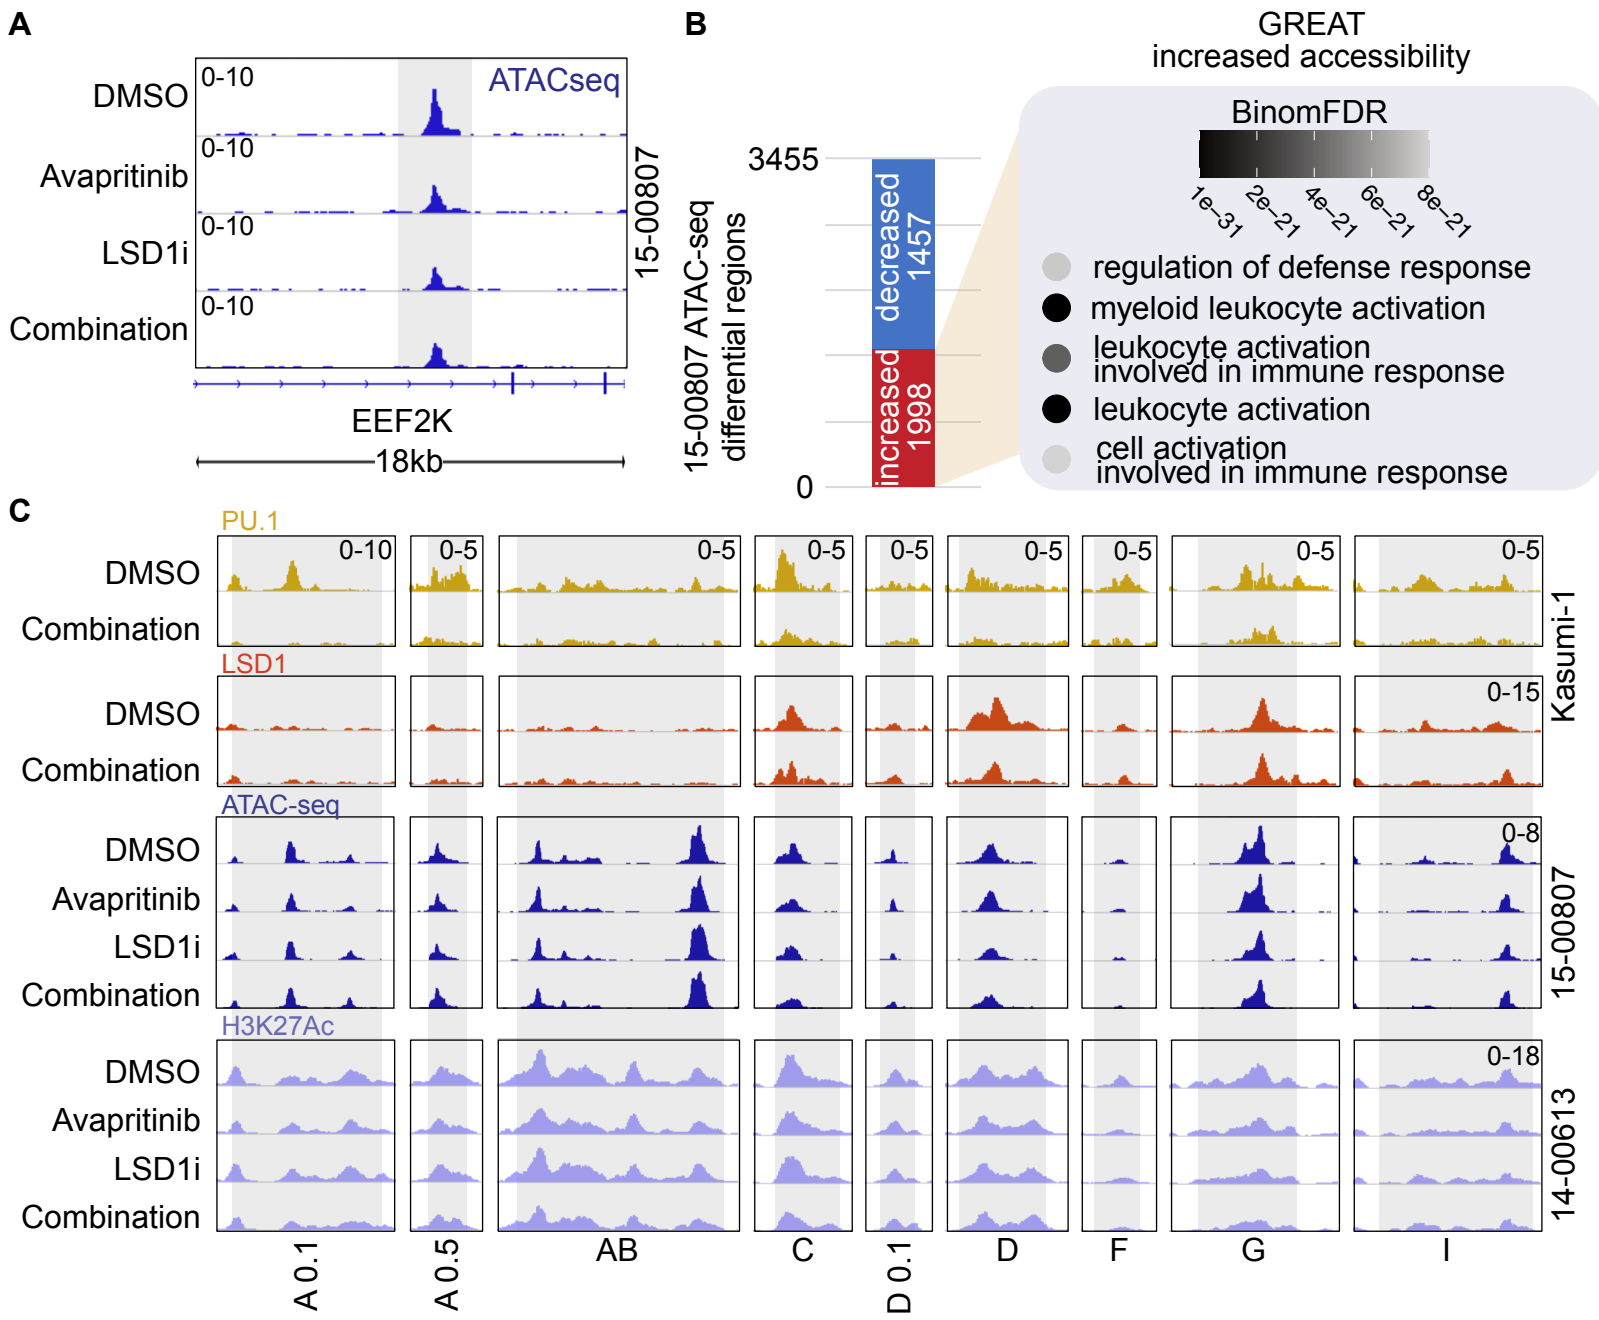 A
ATACseq
DMSO
0-10
Avapritinib
0-10
LSD1i
0-10
Combination
0-10
15-00807
EEF2K
18kb
B
15-00807 ATAC-seq
differential regions
3455
0
decreased
1457
increased
1998
GREAT
increased accessibility
BinomFDR
1e−31
2e−21
4e−21
6e−21
8e−21
regulation of defense response
myeloid leukocyte activation
leukocyte activation
involved in immune response
leukocyte activation
cell activation
involved in immune response
C
PU.1
0-10
0-5
0-5
0-5
0-5
0-5
0-5
0-5
0-5
DMSO
Combination
LSD1
0-15
DMSO
Combination
Kasumi-1
ATAC-seq
0-8
DMSO
Avapritinib
LSD1i
Combination
15-00807
H3K27Ac
0-18
DMSO
Avapritinib
LSD1i
Combination
14-00613
A 0.1
A 0.5
AB
C
D 0.1
D
F
G
I